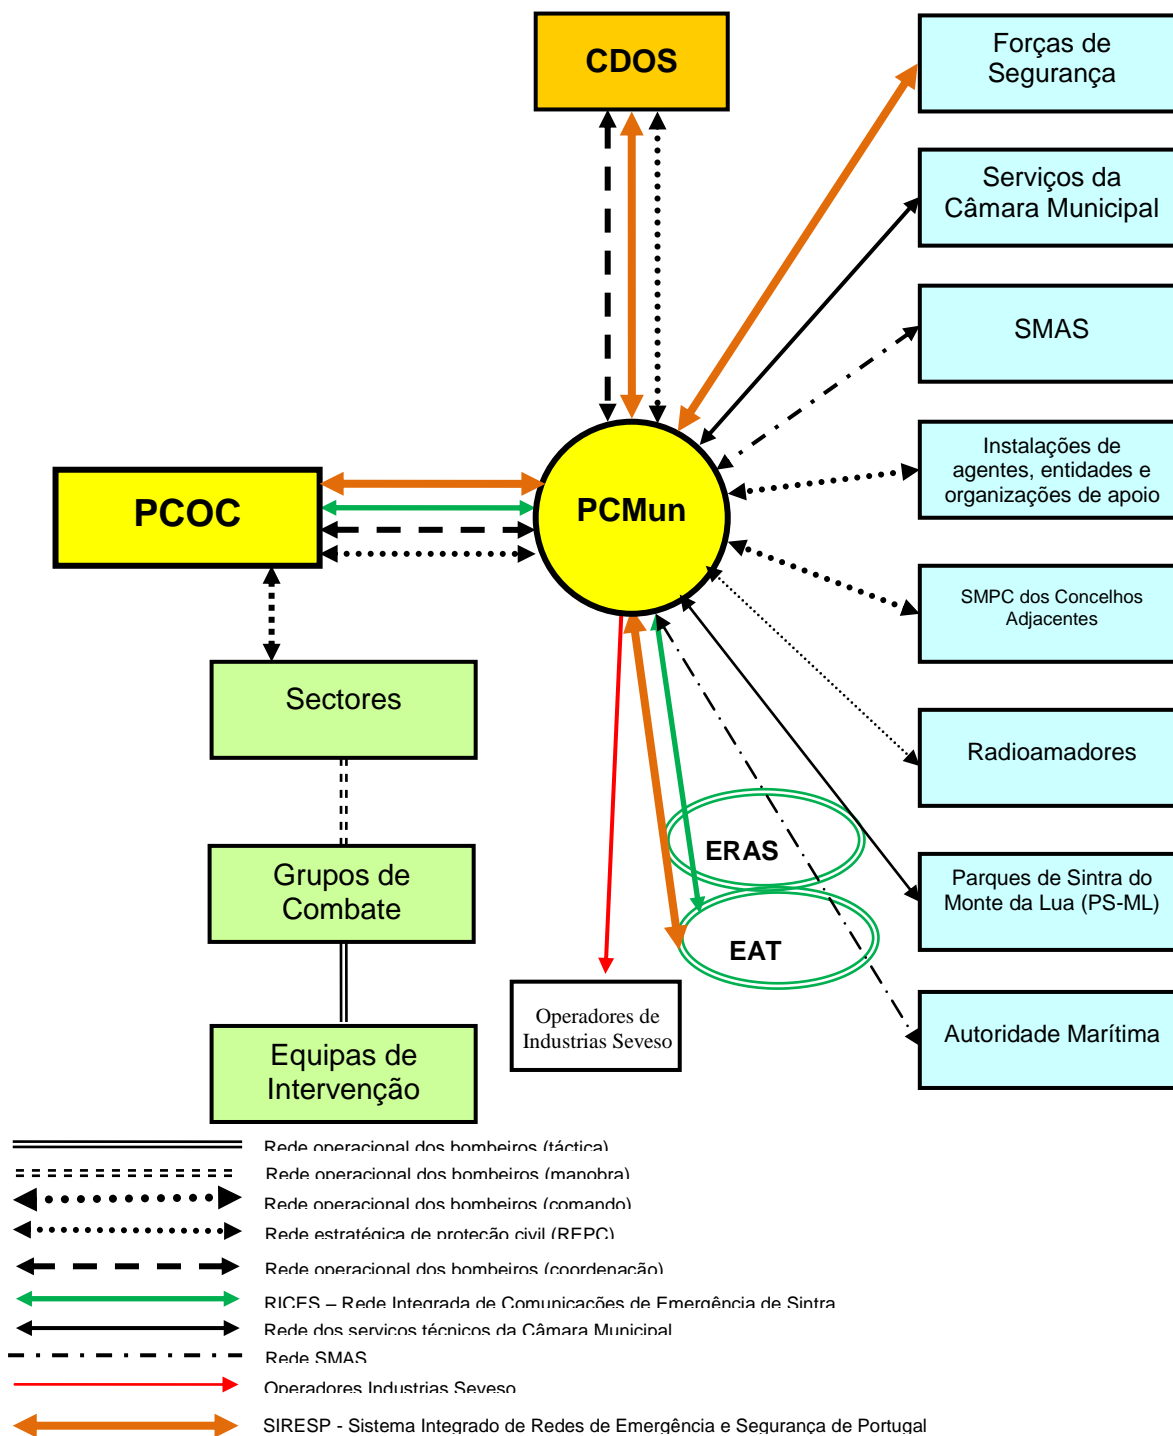 CDOS
Forças de
Segurança
Serviços da
Câmara Municipal
SMAS
Instalações de
agentes, entidades e
organizações de apoio
PCOC
PCMun
SMPC dos Concelhos
Adjacentes
Sectores
Radioamadores
ERAS
Grupos de
Combate
Parques de Sintra do
Monte da Lua (PS-ML)
EAT
Operadores de
Industrias Seveso
Autoridade Marítima
Equipas de
Intervenção
Rede operacional dos bombeiros (táctica)
Rede operacional dos bombeiros (manobra)
Rede operacional dos bombeiros (comando)
Rede estratégica de proteção civil (REPC)
Rede operacional dos bombeiros (coordenação)
RICES – Rede Integrada de Comunicações de Emergência de Sintra
Rede dos serviços técnicos da Câmara Municipal
Rede SMAS
Operadores Industrias Seveso
SIRESP - Sistema Integrado de Redes de Emergência e Segurança de Portugal